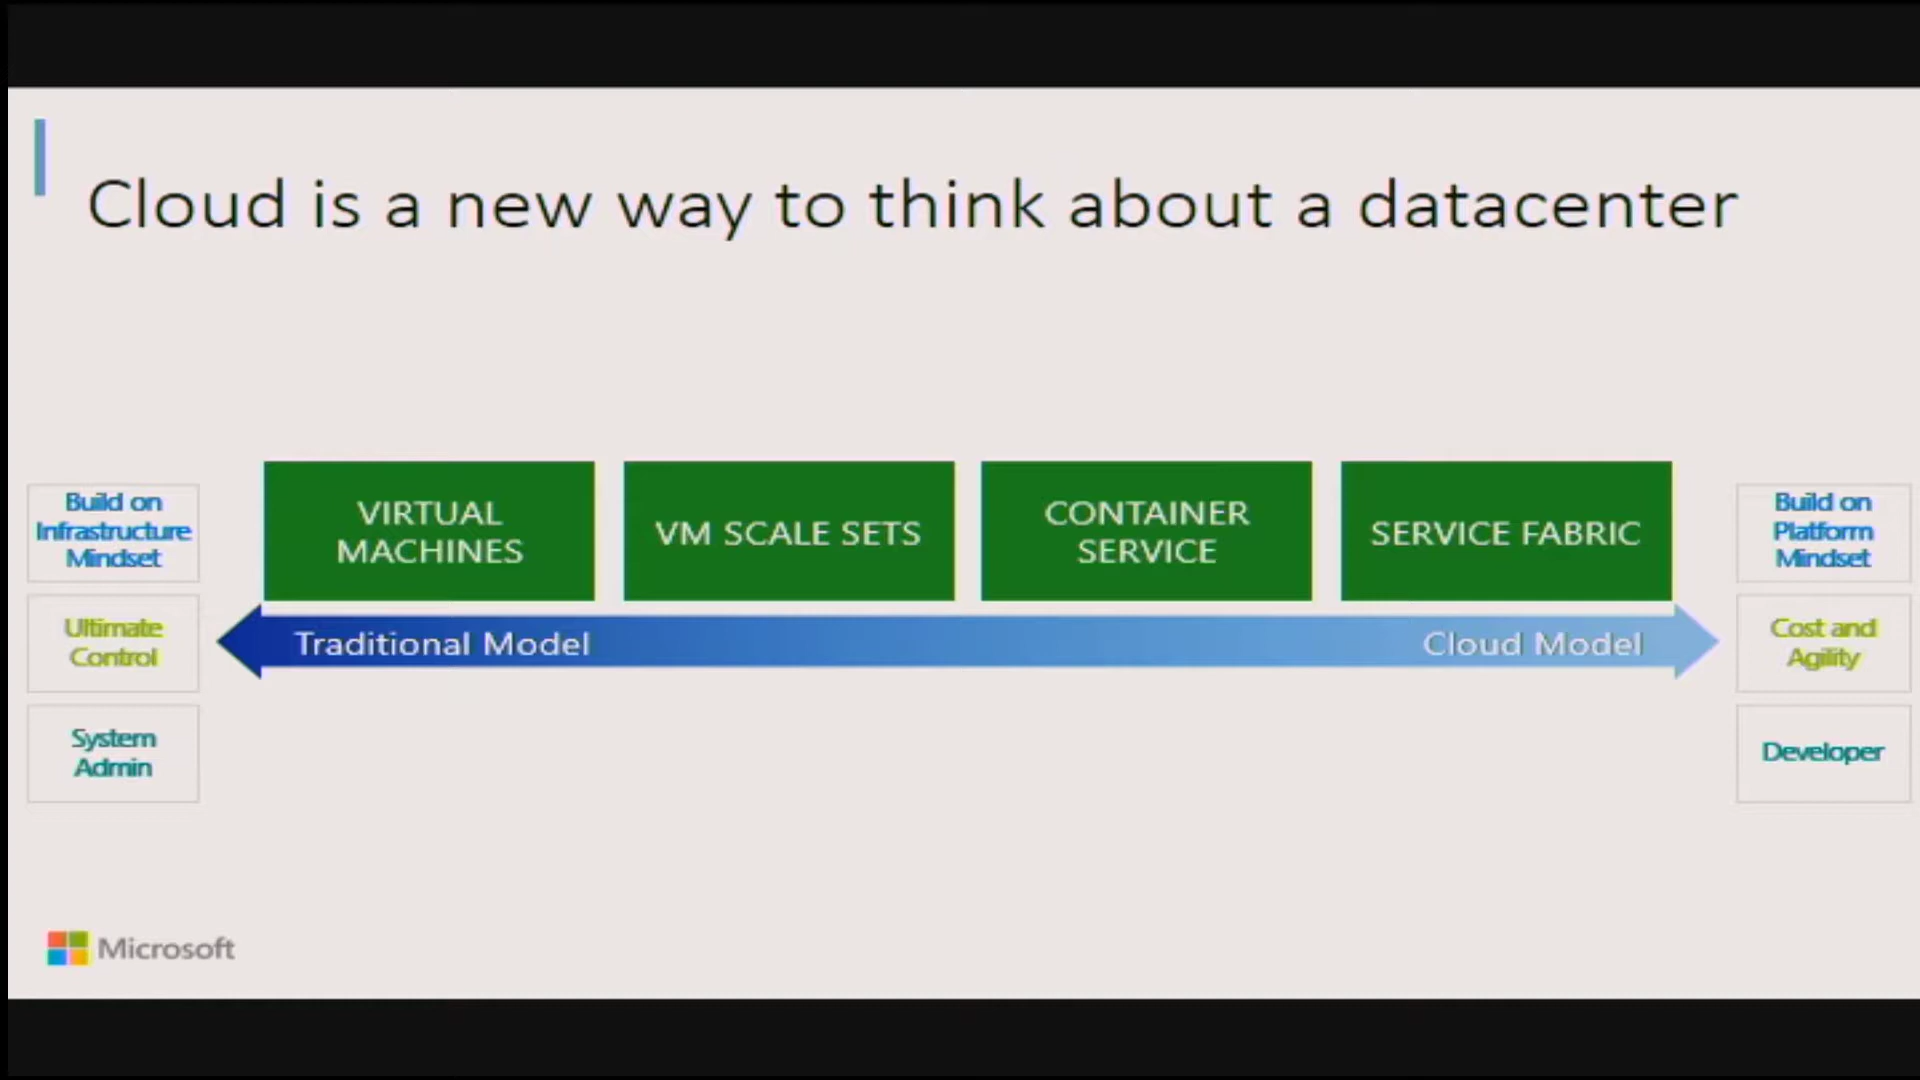 Cloud is a new way to think about a datacenter
Build on
Infrastructure
Mindset
Ultimate
Control
System
Admin
VIRTUAL
MACHINES
VM SCALE SETS
CONTAINER
SERVICE
SERVICE FABRIC
Traditional Model
Cloud Model
Build on
Platform
Mindset
Cost and
Agility
Developer
Microsoft